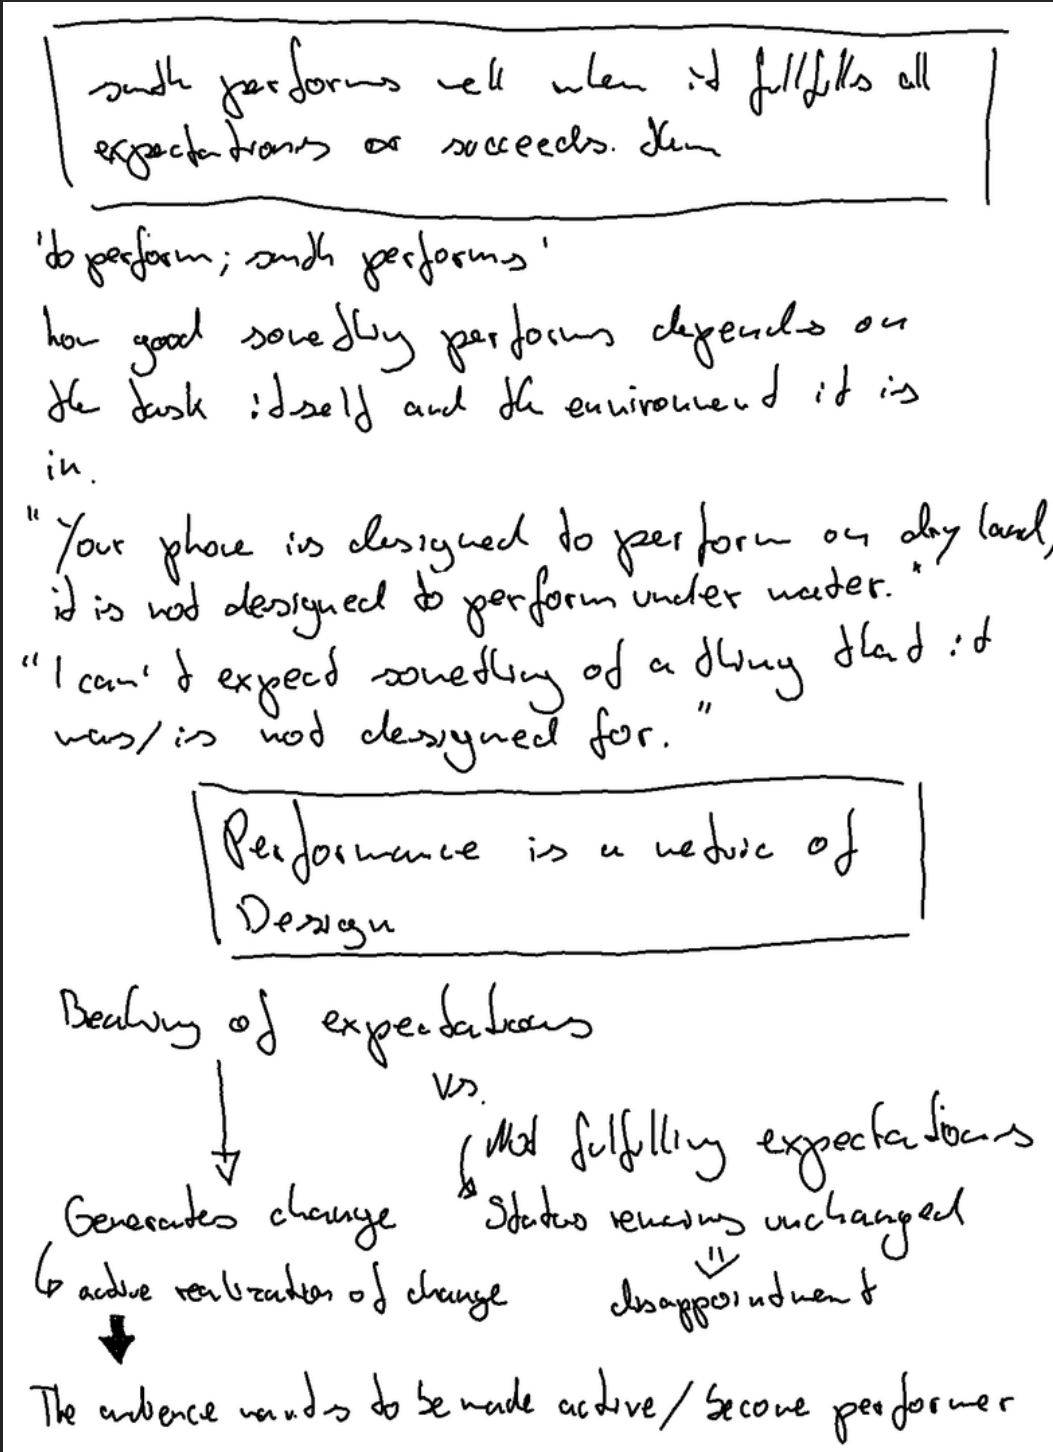 smth performs well when it fullfills all
expectations or succeeds. them
'to perform; smth performs'
how good something performs depends on
the task itself and the environment it is
in.
"Your phone is designed to perform on dry land,
it is not designed to perform under water."
"I can't expect something of a thing that it
was/is not designed for."
Performance is a metric of
Design
Beating of expectations
vs.
Not fulfilling expectations
Generates change
Status remains unchanged
active realization of change
disappointment
The audience wants to be made active/become performer